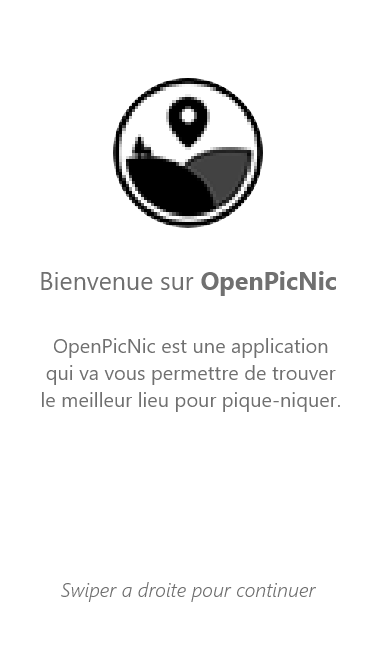 Bienvenue sur OpenPicNic
OpenPicNic est une application
qui va vous permettre de trouver
le meilleur lieu pour pique-niquer.
Swiper a droite pour continuer